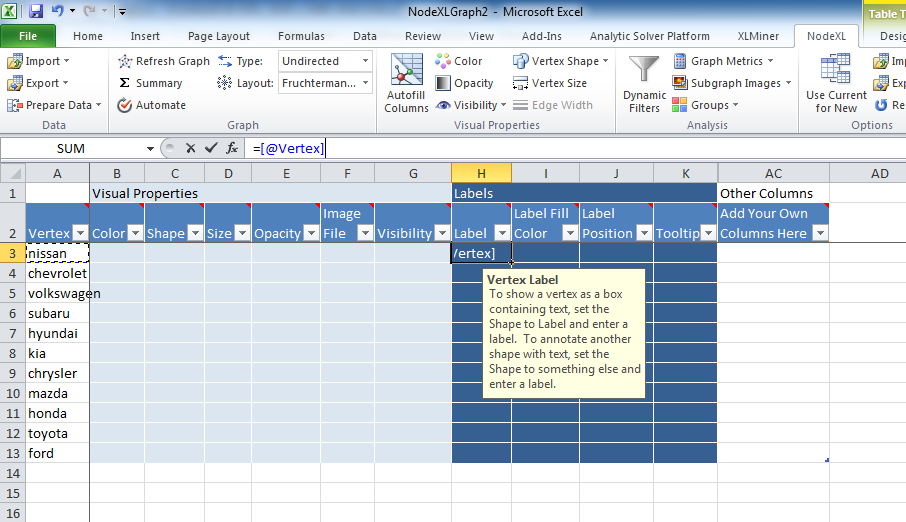 NodeXLGraph2 - Microsoft Excel
Table T
File Home Insert Page Layout Formulas Data Review View Add-Ins Analytic Solver Platform XLMiner NodeXL Desig
Import Refresh Graph Type: Undirected Color Vertex Shape Graph Metrics Im
Export Summary Layout: Fruchterman Autofill Columns Opacity Vertex Size Dynamic Filters Subgraph Images Use Current for New Exp
Prepare Data Automate Visibility Edge Width Groups Re
Data Graph Visual Properties Analysis Options
SUM fx =[@Vertex]
A B C D E F G H I J K AC AD
1 Visual Properties Labels Other Columns
2 Vertex Color Shape Size Opacity Image File Visibility Label Label Fill Color Label Position Tooltip Add Your Own Columns Here
3 nissan Vertex]
4 chevrolet
5 volkswagen
6 subaru
7 hyundai
8 kia
9 chrysler
10 mazda
11 honda
12 toyota
13 ford
14
15
16
Vertex Label
To show a vertex as a box
containing text, set the
Shape to Label and enter a
label. To annotate another
shape with text, set the
Shape to something else and
enter a label.